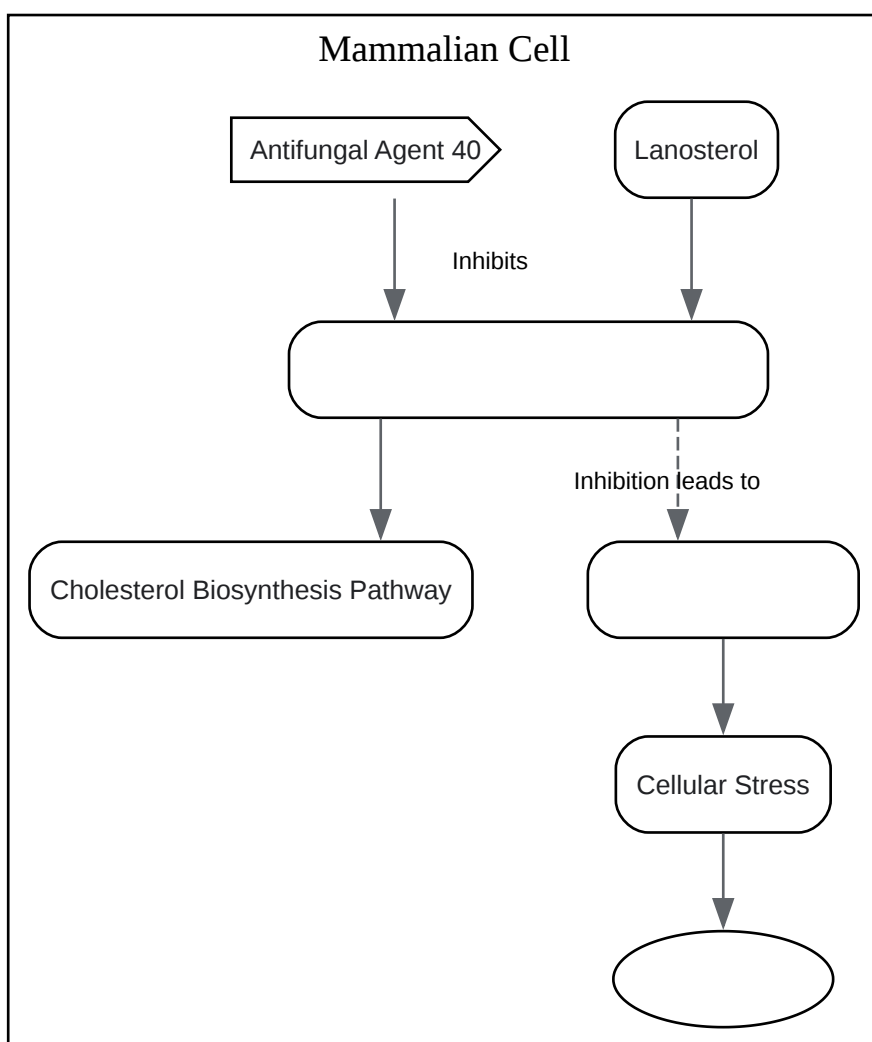 Mammalian Cell
Antifungal Agent 40
Lanosterol
Inhibits
Inhibition leads to
Cholesterol Biosynthesis Pathway
Cellular Stress